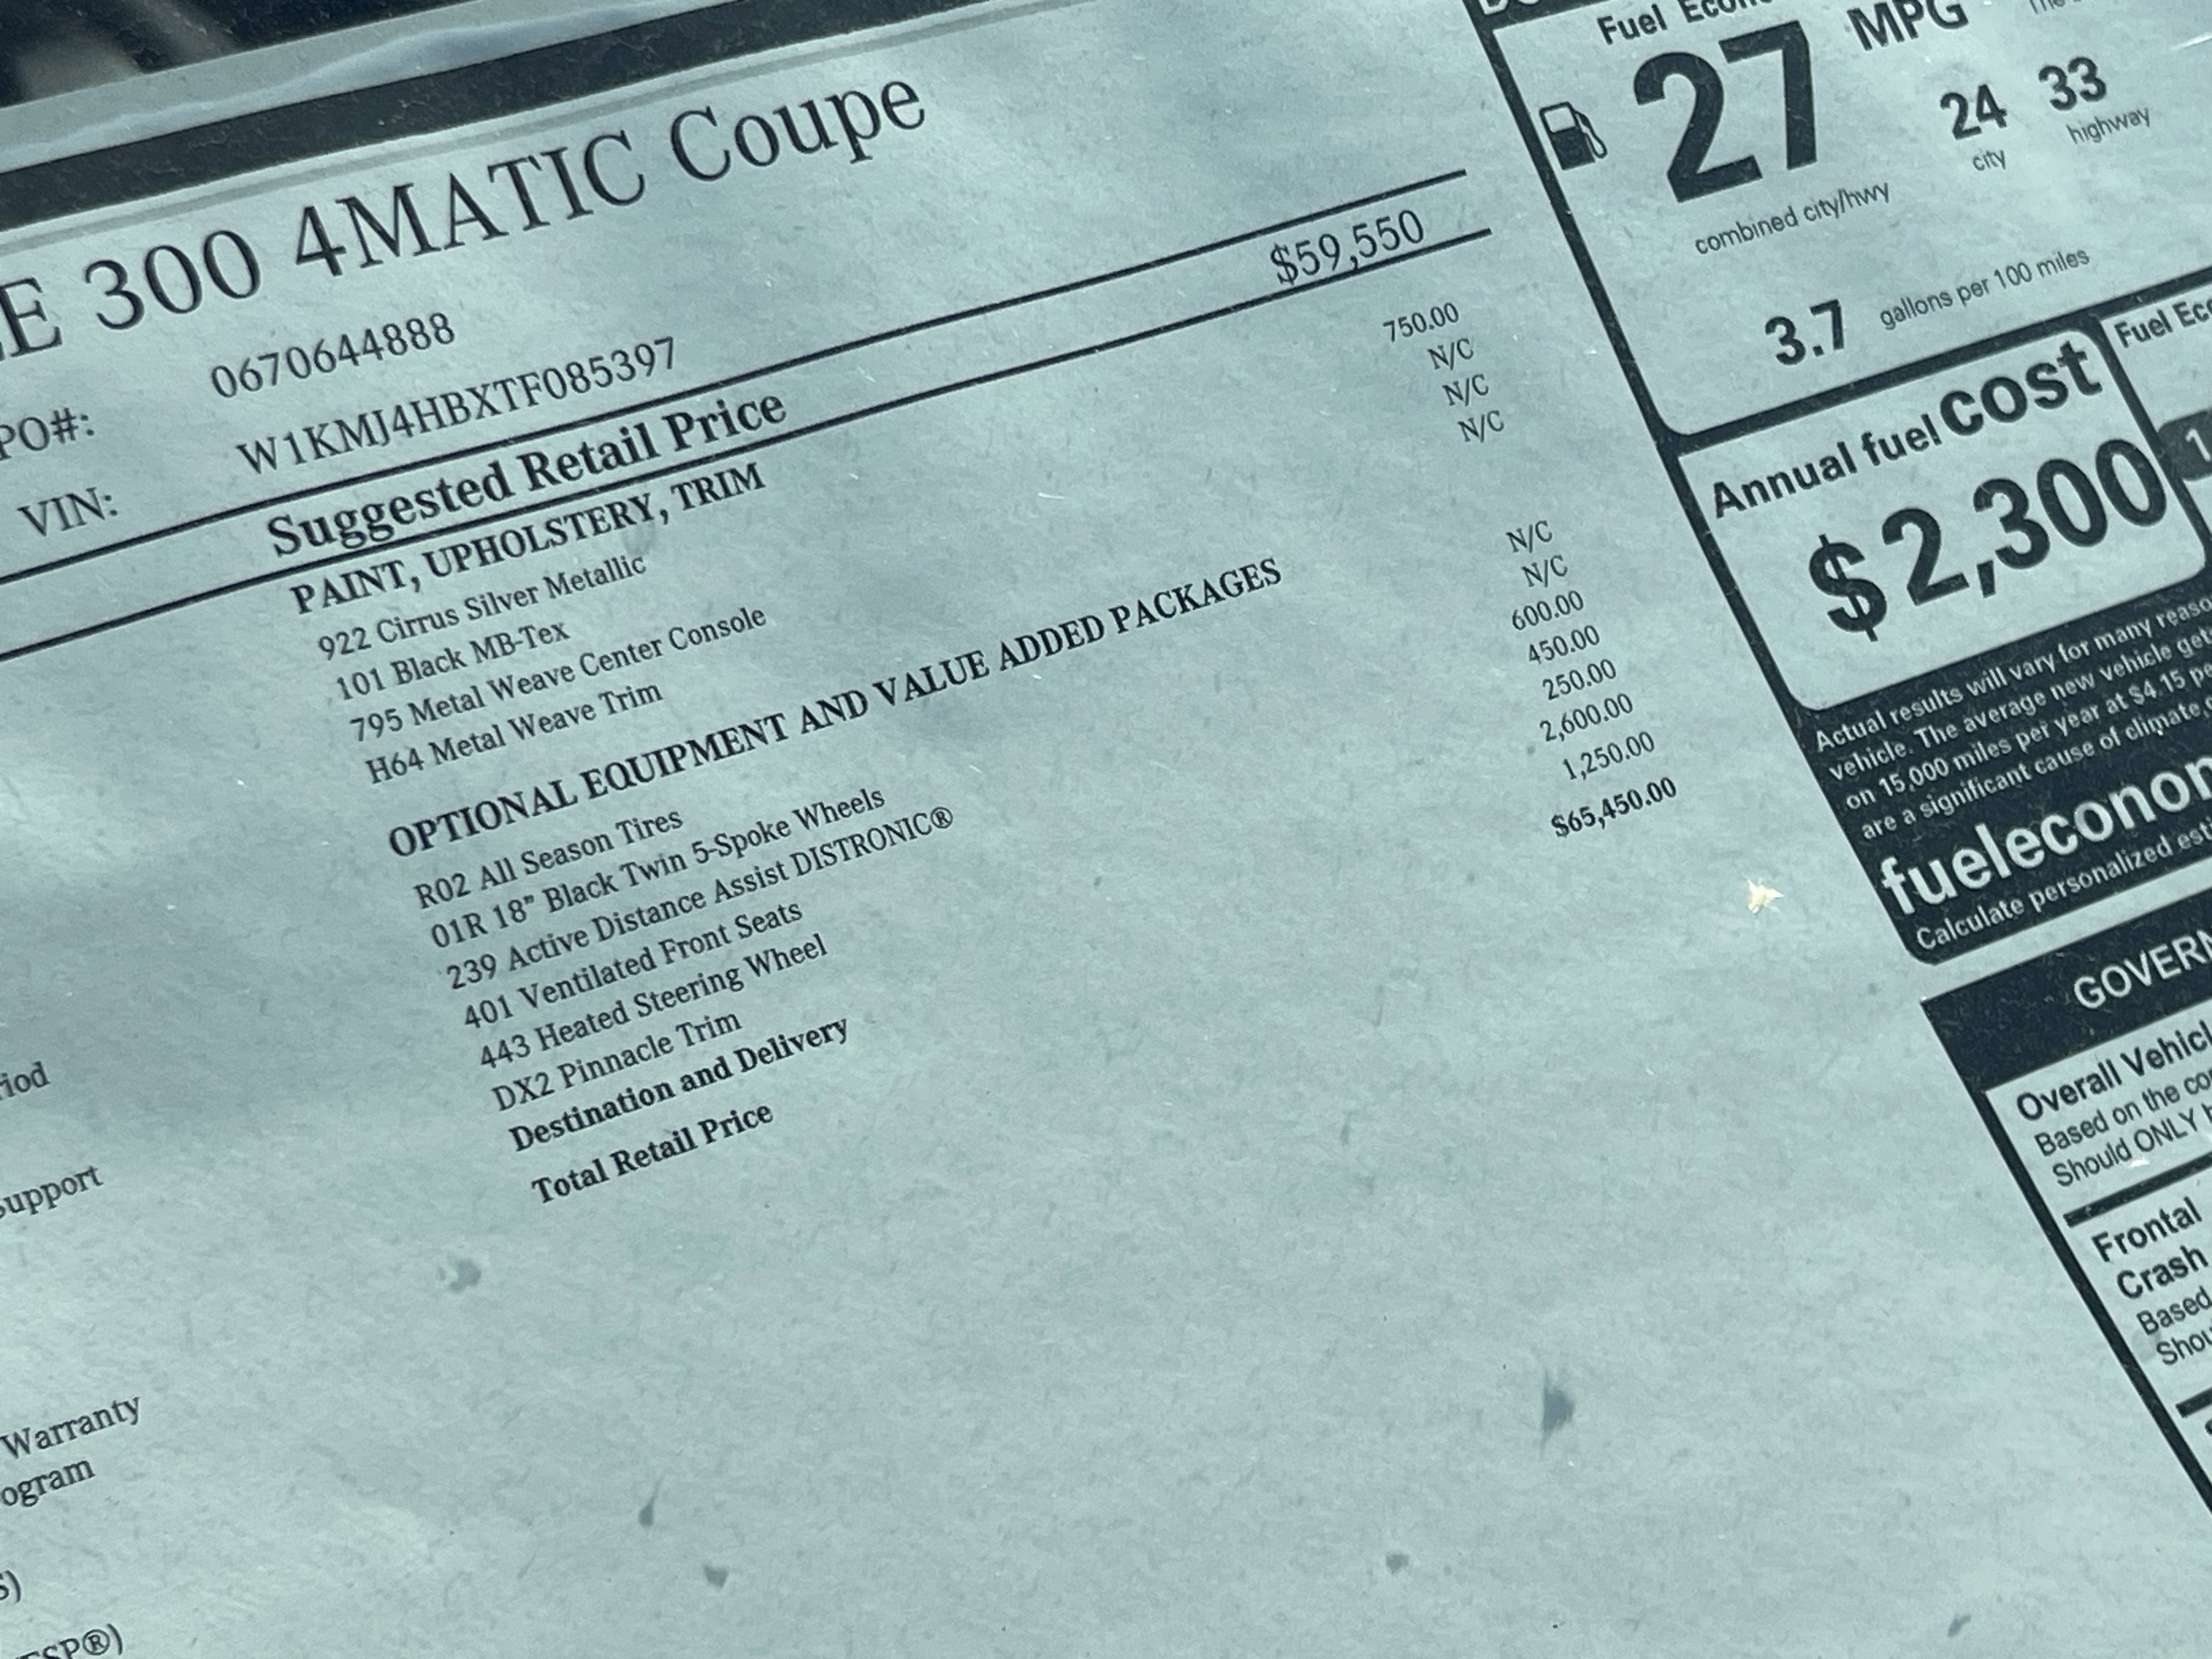 E 300 4MATIC Coupe
PO#: 0670644888
VIN: W1KMJ4HBXTF085397
Suggested Retail Price $59,550
PAINT, UPHOLSTERY, TRIM
922 Cirrus Silver Metallic 750.00
101 Black MB-Tex N/C
795 Metal Weave Center Console N/C
H64 Metal Weave Trim N/C
OPTIONAL EQUIPMENT AND VALUE ADDED PACKAGES
R02 All Season Tires N/C
01R 18" Black Twin 5-Spoke Wheels N/C
239 Active Distance Assist DISTRONIC® 600.00
401 Ventilated Front Seats 450.00
443 Heated Steering Wheel 250.00
DX2 Pinnacle Trim 2,600.00
Destination and Delivery 1,250.00
Total Retail Price $65,450.00
iod
upport
Warranty
ogram
S)
ESP®)
Fuel Econ
27 MPG
24 33
city highway
combined city/hwy
3.7 gallons per 100 miles
Fuel Ec
Annual fuel cost
$2,300
1
Actual results will vary for many reaso
vehicle. The average new vehicle get
on 15,000 miles per year at $4.15 pe
are a significant cause of climate
fueleconom
Calculate personalized est
GOVERN
Overall Vehicl
Based on the co
Should ONLY b
Frontal
Crash
Based
Shou